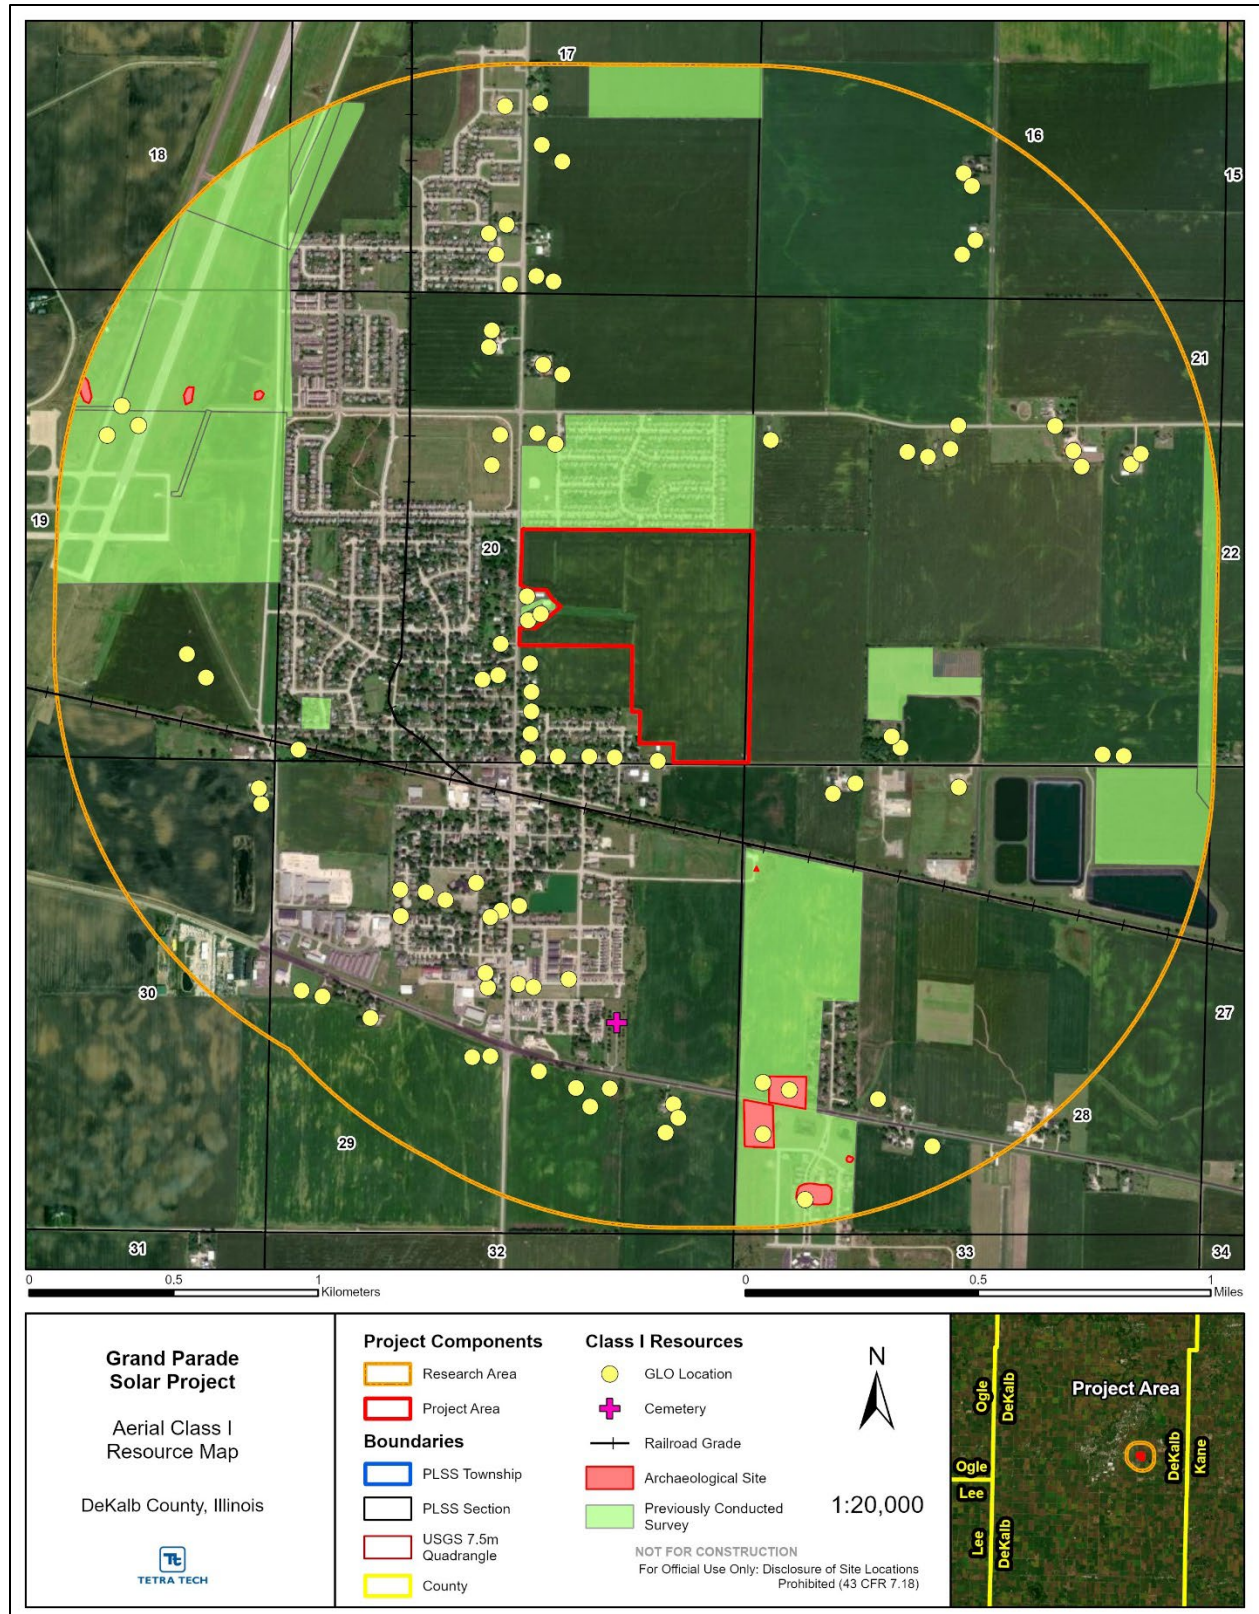 17
18
16
15
21
19
20
22
30
27
29
28
31
32
33
34
0
0.5
1
Kilometers
0
0.5
1
Miles
Grand Parade
Solar Project
Aerial Class I
Resource Map
DeKalb County, Illinois
Tt
TETRA TECH
Project Components
Research Area
Project Area
Boundaries
PLSS Township
PLSS Section
USGS 7.5m
Quadrangle
County
Class I Resources
GLO Location
Cemetery
Railroad Grade
Archaeological Site
Previously Conducted
Survey
N
1:20,000
NOT FOR CONSTRUCTION
For Official Use Only: Disclosure of Site Locations
Prohibited (43 CFR 7.18)
Project Area
Ogle
DeKalb
Ogle
Lee
Lee
DeKalb
DeKalb
Kane